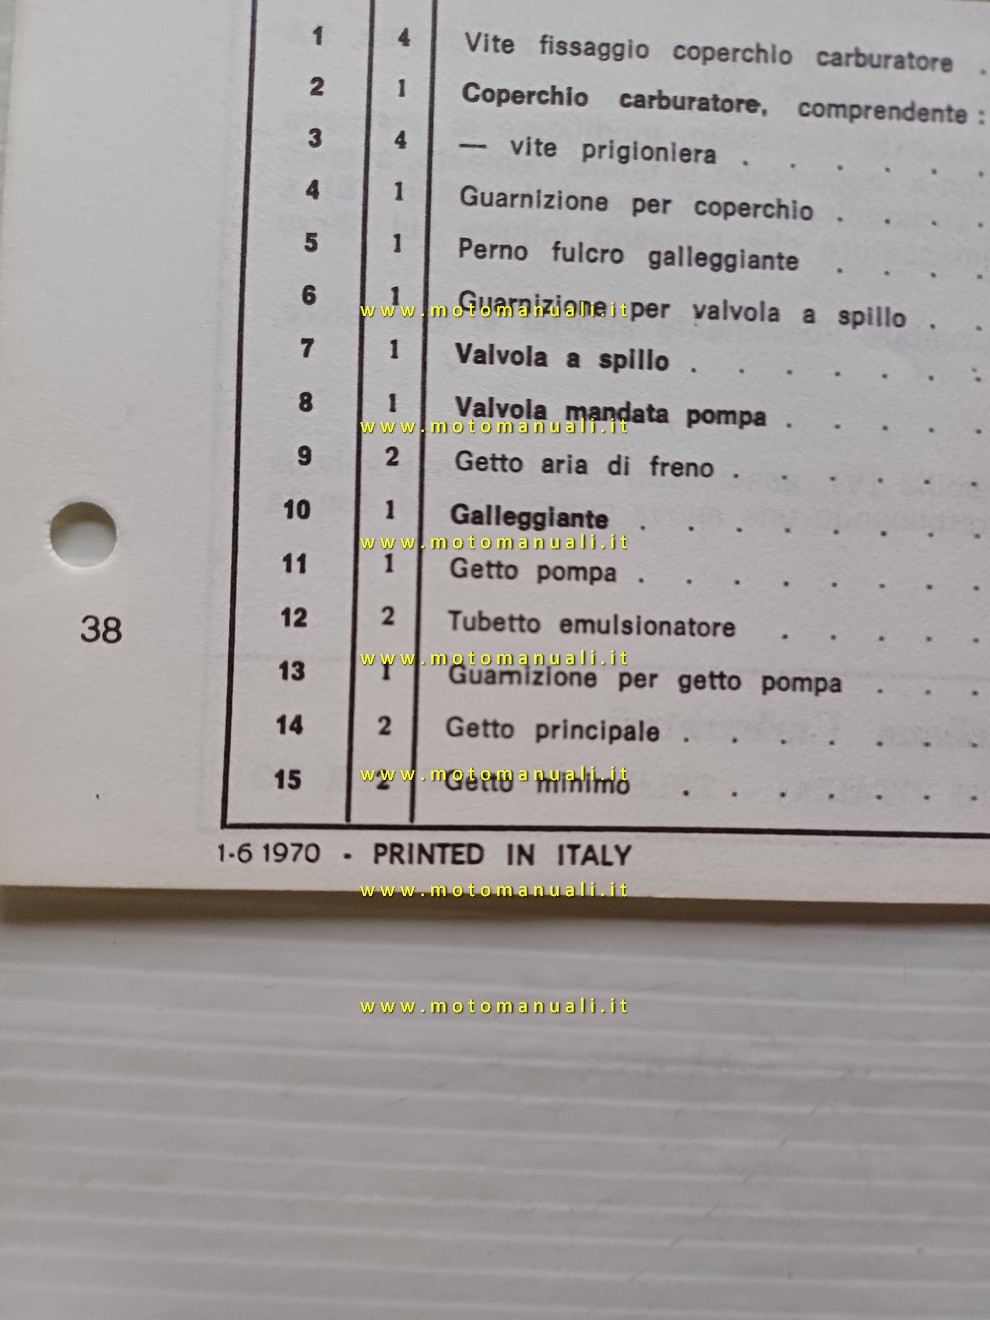 1 4 Vite fissaggio coperchio carburatore .
2 1 Coperchio carburatore, comprendente :
3 4 — vite prigioniera . . . . . .
4 1 Guarnizione per coperchio . . . .
5 1 Perno fulcro galleggiante . . . .
6 1 Guarnizione per valvola a spillo . .
www.motomanuali.it
7 1 Valvola a spillo . . . . . . .
8 1 Valvola mandata pompa . . . . .
www.motomanuali.it
9 2 Getto aria di freno . . . . . .
10 1 Galleggiante . . . . . . . .
www.motomanuali.it
11 1 Getto pompa . . . . . . . .
12 2 Tubetto emulsionatore . . . . .
38
www.motomanuali.it
13 1 Guarnizione per getto pompa . . .
14 2 Getto principale . . . . . . .
www.motomanuali.it
15 2 Getto minimo . . . . . . .
1-6 1970 - PRINTED IN ITALY
www.motomanuali.it
www.motomanuali.it